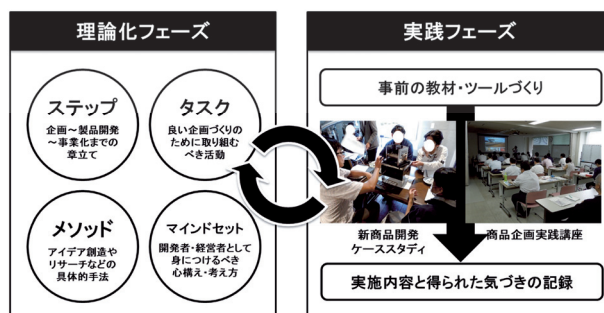 理論化フェーズ
ステップ
企画〜製品開発
〜事業化までの
章立て
タスク
良い企画づくりの
ために取り組む
べき活動
メソッド
アイデア創造や
リサーチなどの
具体的手法
マインドセット
開発者・経営者として
身につけるべき
心構え・考え方
実践フェーズ
事前の教材・ツールづくり
新商品開発
ケーススタディ
商品企画実践講座
実施内容と得られた気づきの記録